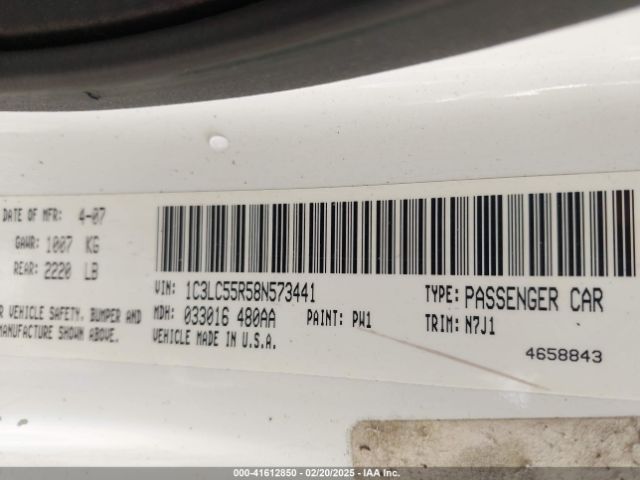 DATE OF MFR: 4-07
GAWR: 1007 KG
REAR: 2220 LB
VEHICLE SAFETY, BUMPER AND
MANUFACTURE SHOWN ABOVE.
VIN: 1C3LC55R58N573441
TYPE: PASSENGER CAR
MDH: 033016 480AA
PAINT: PW1
TRIM: N7J1
VEHICLE MADE IN U.S.A.
4658843
000-41612850 - 02/20/2025 - IAA Inc.